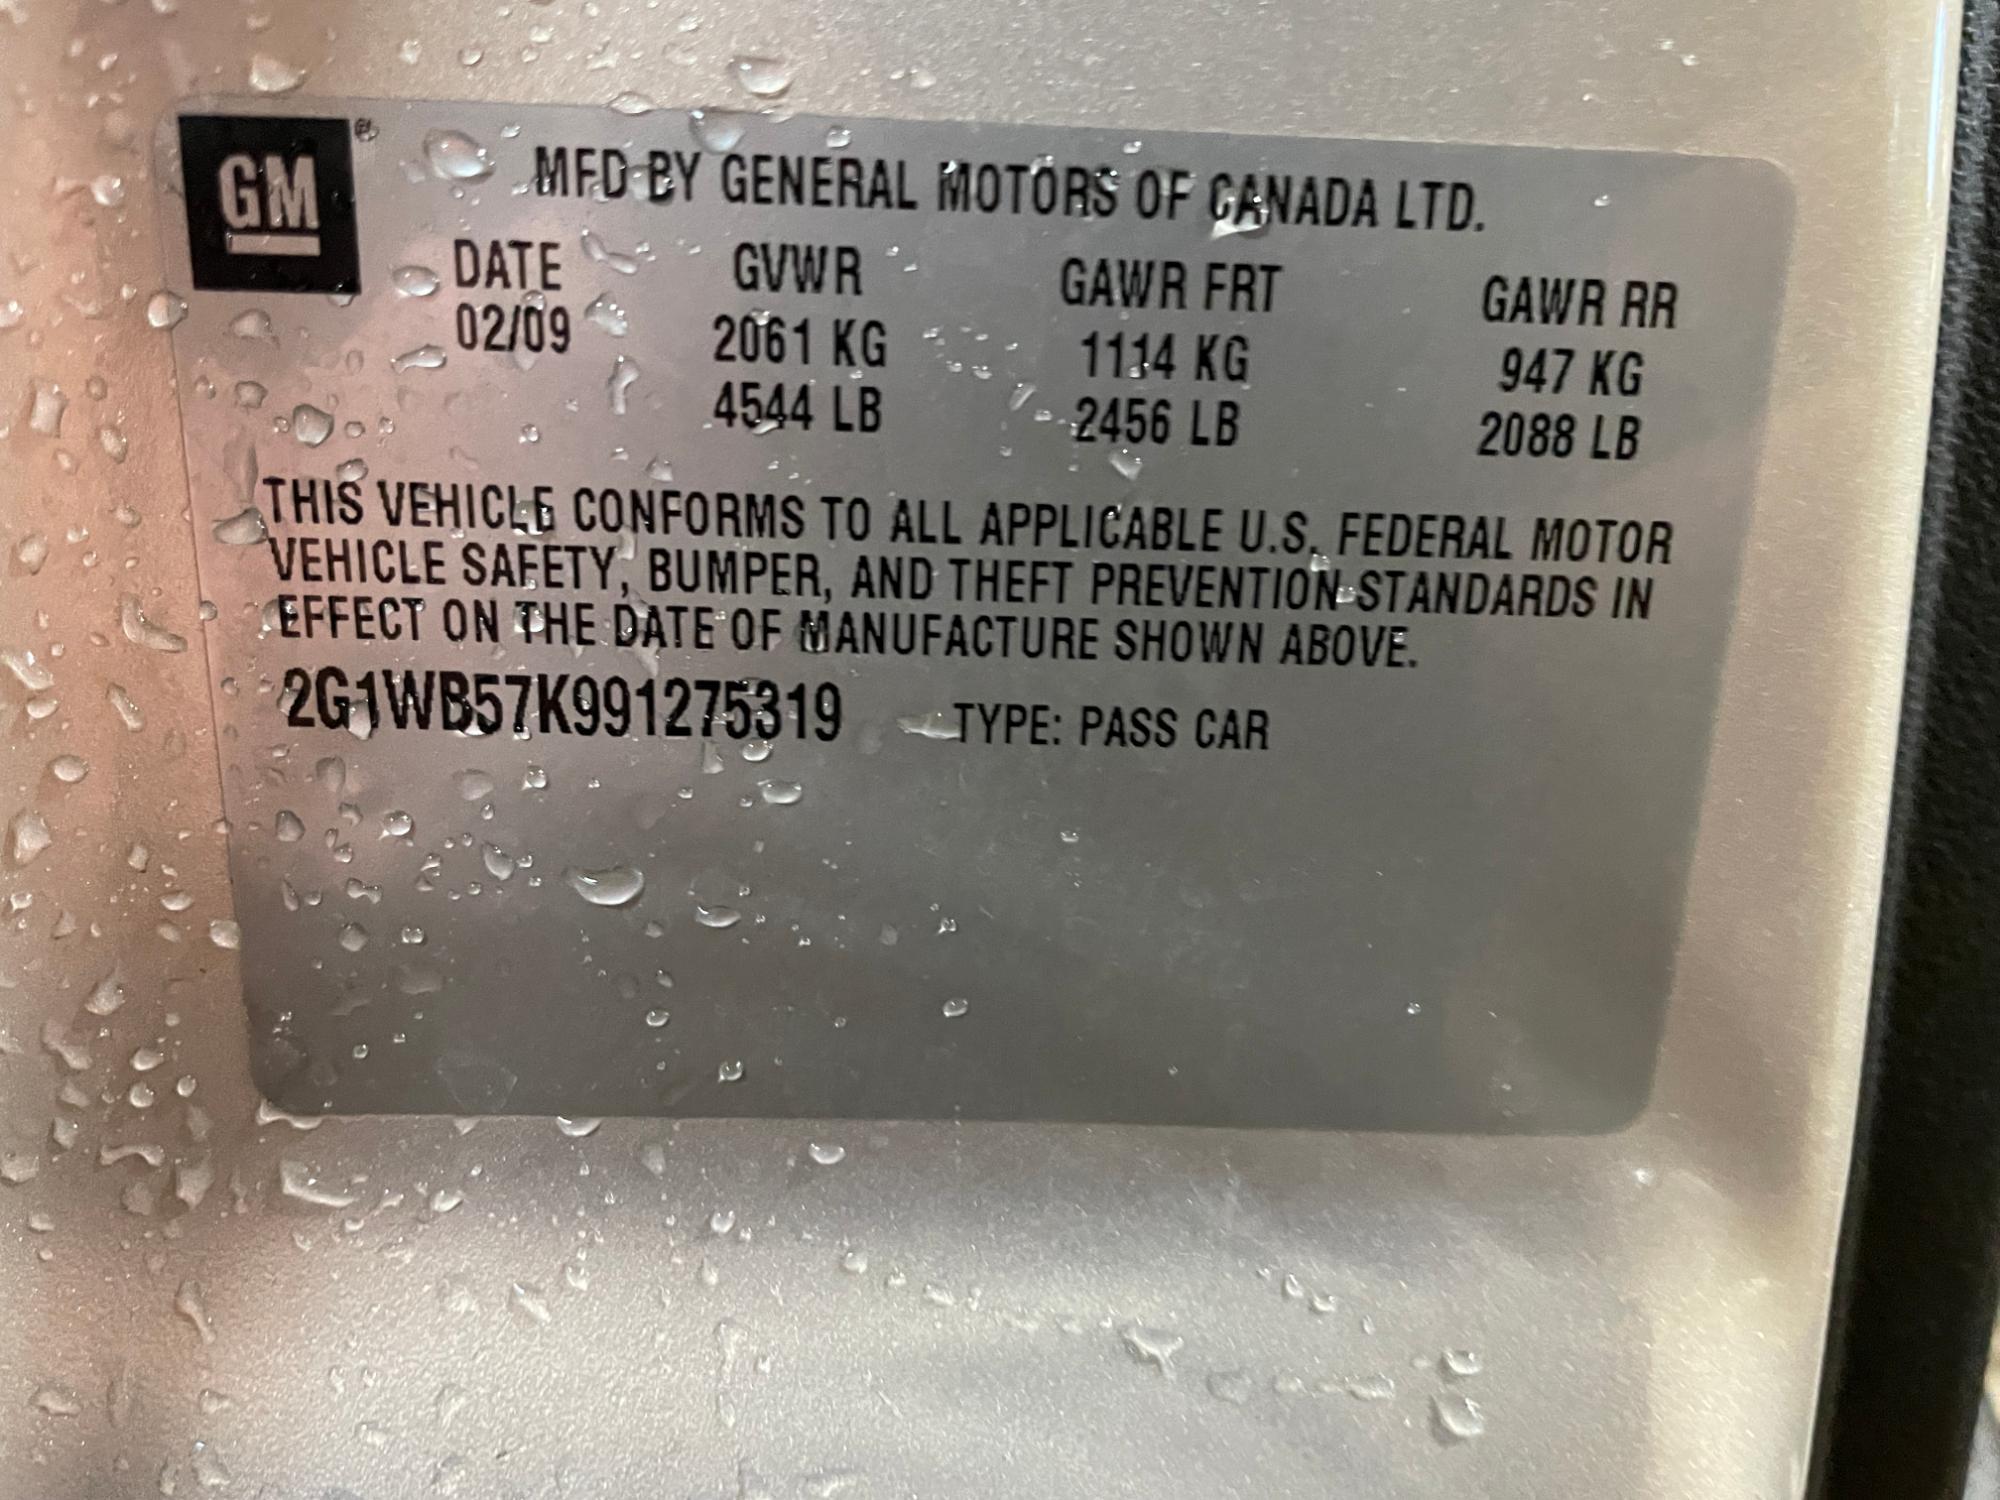 GM
MFD BY GENERAL MOTORS OF CANADA LTD.
DATE GVWR GAWR FRT GAWR RR
02/09 2061 KG 1114 KG 947 KG
4544 LB 2456 LB 2088 LB
THIS VEHICLE CONFORMS TO ALL APPLICABLE U.S. FEDERAL MOTOR
VEHICLE SAFETY, BUMPER, AND THEFT PREVENTION STANDARDS IN
EFFECT ON THE DATE OF MANUFACTURE SHOWN ABOVE.
2G1WB57K991275319 TYPE: PASS CAR